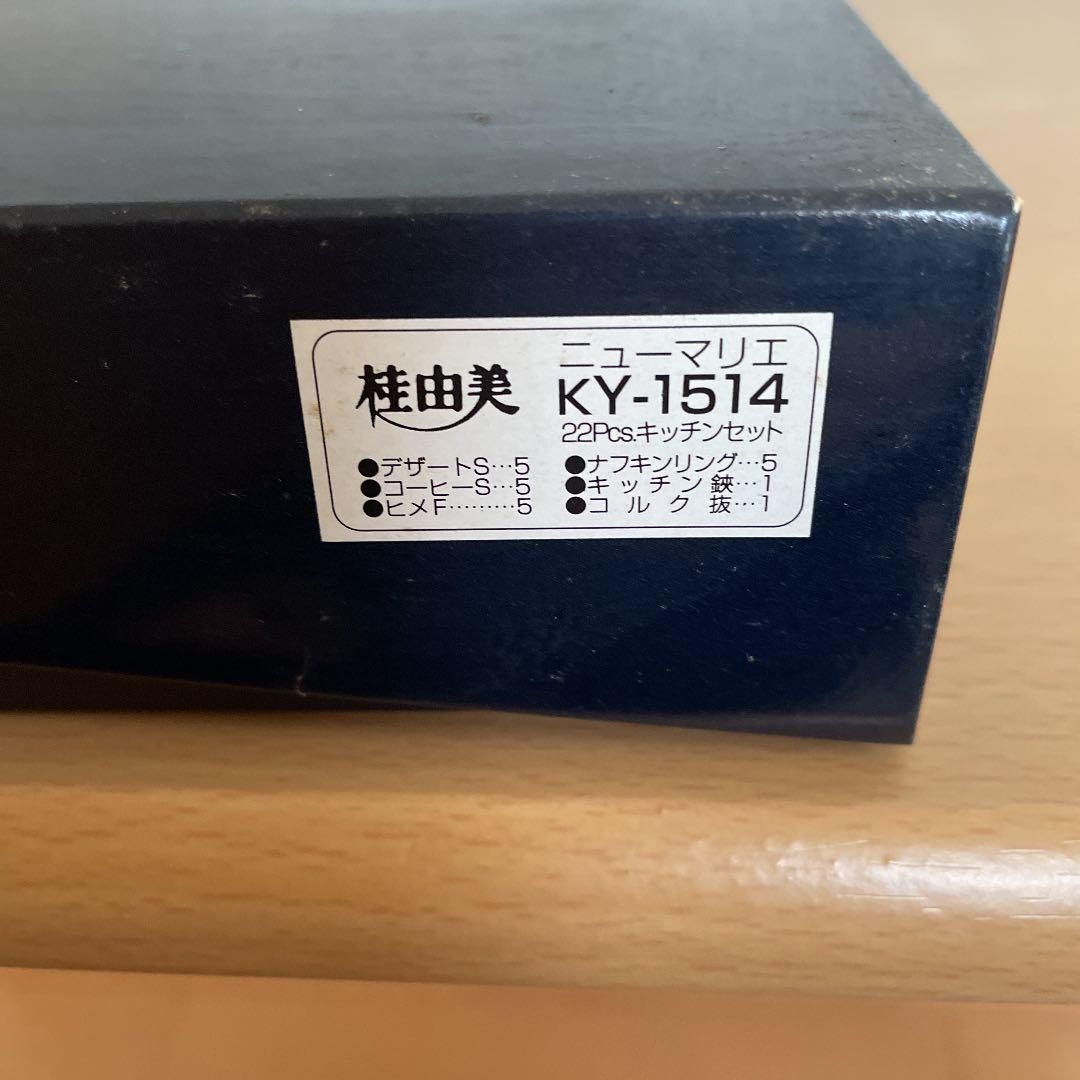 桂由美
ニューマリエ
KY-1514
22Pcs.キッチンセット
●デザートS…5
●コーヒーS…5
●ヒメF………5
●ナフキンリング…5
●キッチン鋏…1
●コルク抜…1